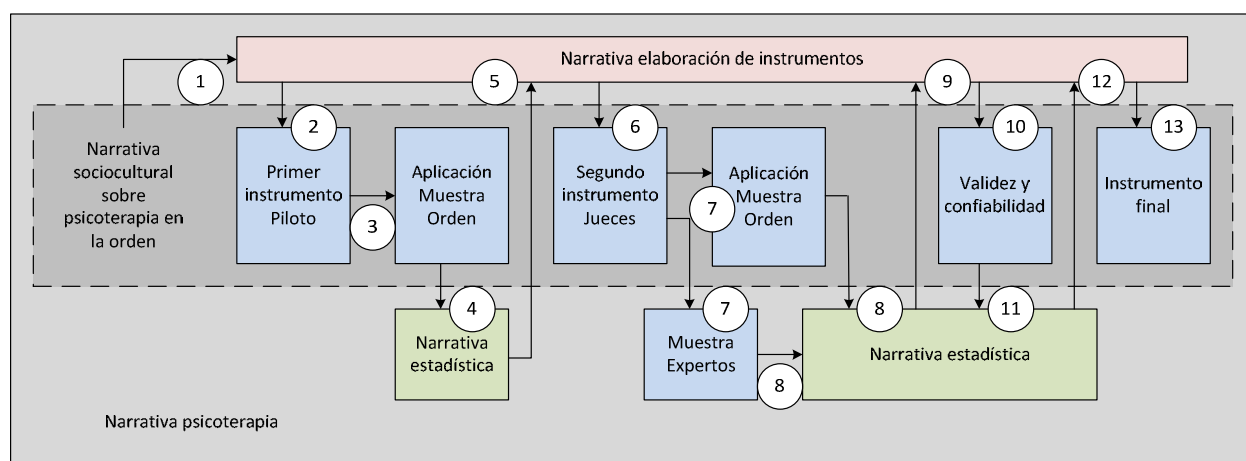 Narrativa elaboración de instrumentos
1
5
9
12
2
6
10
13
Narrativa
sociocultural
sobre
psicoterapia en
la orden
Primer
instrumento
Piloto
3
Aplicación
Muestra
Orden
Segundo
instrumento
Jueces
7
Aplicación
Muestra
Orden
Validez y
confiabilidad
Instrumento
final
4
Narrativa
estadística
7
Muestra
Expertos
8
8
11
Narrativa estadística
Narrativa psicoterapia